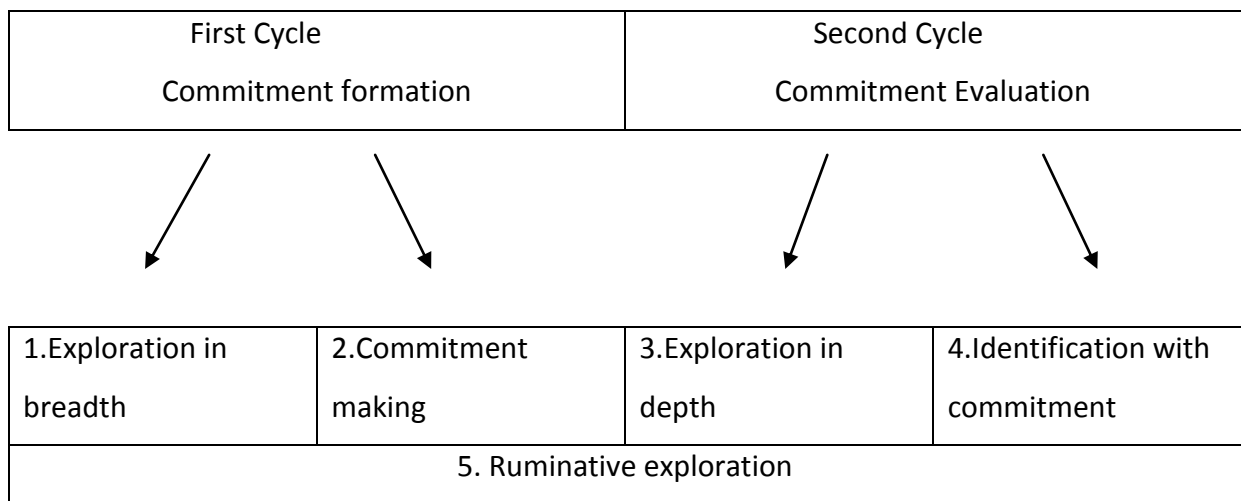 First Cycle
Commitment formation
Second Cycle
Commitment Evaluation
1.Exploration in
breadth
2.Commitment
making
3.Exploration in
depth
4.Identification with
commitment
5. Ruminative exploration